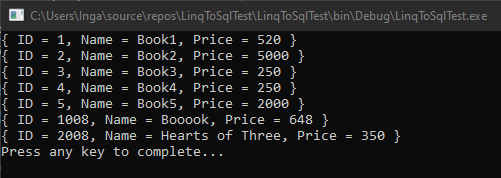 C:\Users\Inga\source\repos\LinqToSqlTest\LinqToSqlTest\bin\Debug\LinqToSqlTest.exe
{ ID = 1, Name = Book1, Price = 520 }
{ ID = 2, Name = Book2, Price = 5000 }
{ ID = 3, Name = Book3, Price = 250 }
{ ID = 4, Name = Book4, Price = 250 }
{ ID = 5, Name = Book5, Price = 2000 }
{ ID = 1008, Name = Booook, Price = 648 }
{ ID = 2008, Name = Hearts of Three, Price = 350 }
Press any key to complete...